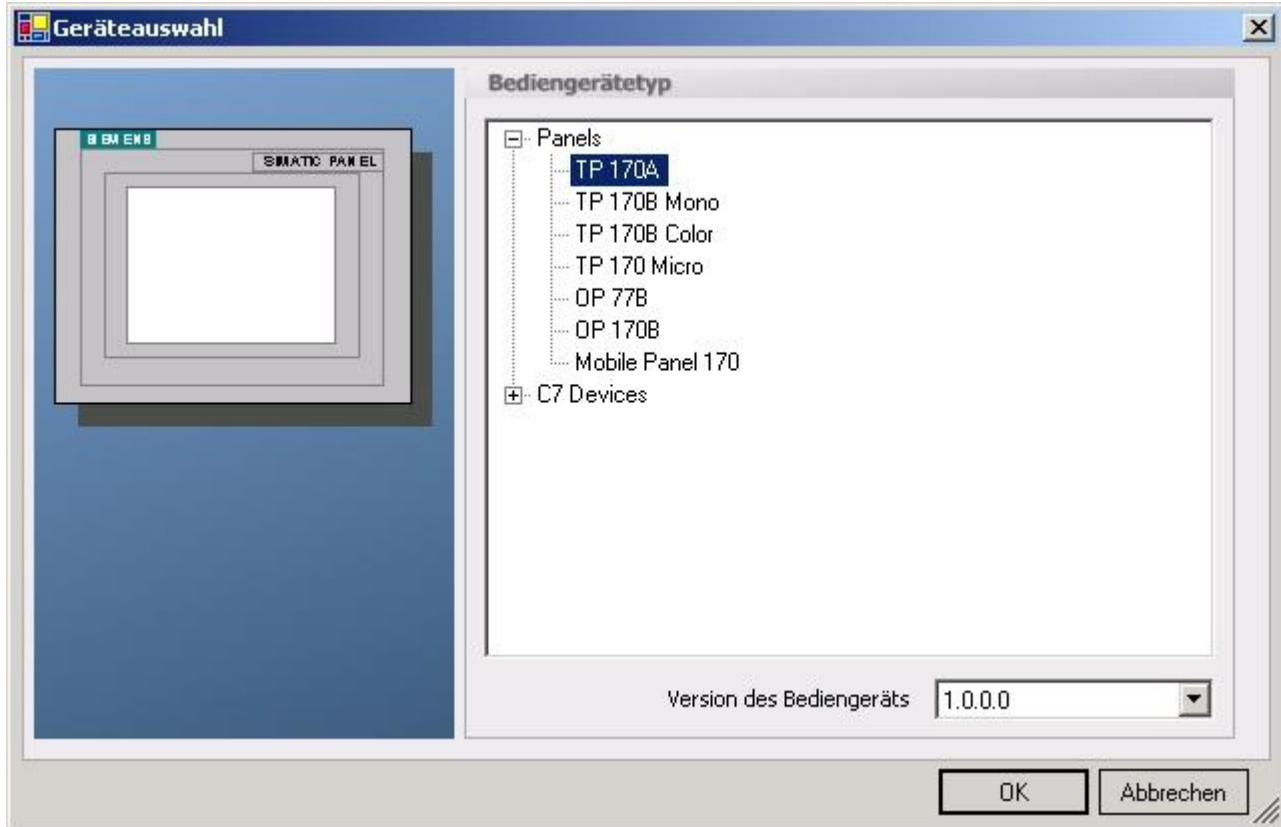 Geräteauswahl
SIEMENS
SIMATIC PANEL
Bediengerätetyp
Panels
TP 170A
TP 170B Mono
TP 170B Color
TP 170 Micro
OP 77B
OP 170B
Mobile Panel 170
C7 Devices
Version des Bediengeräts 1.0.0.0
OK Abbrechen